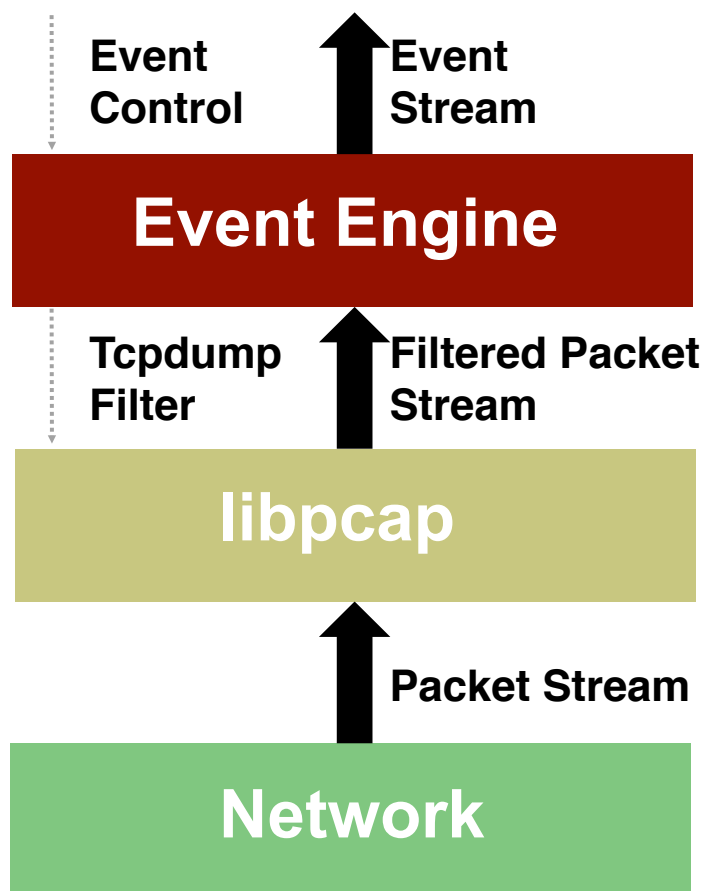 Event
Control
Event
Stream
Event Engine
Tcpdump
Filter
Filtered Packet
Stream
libpcap
Packet Stream
Network